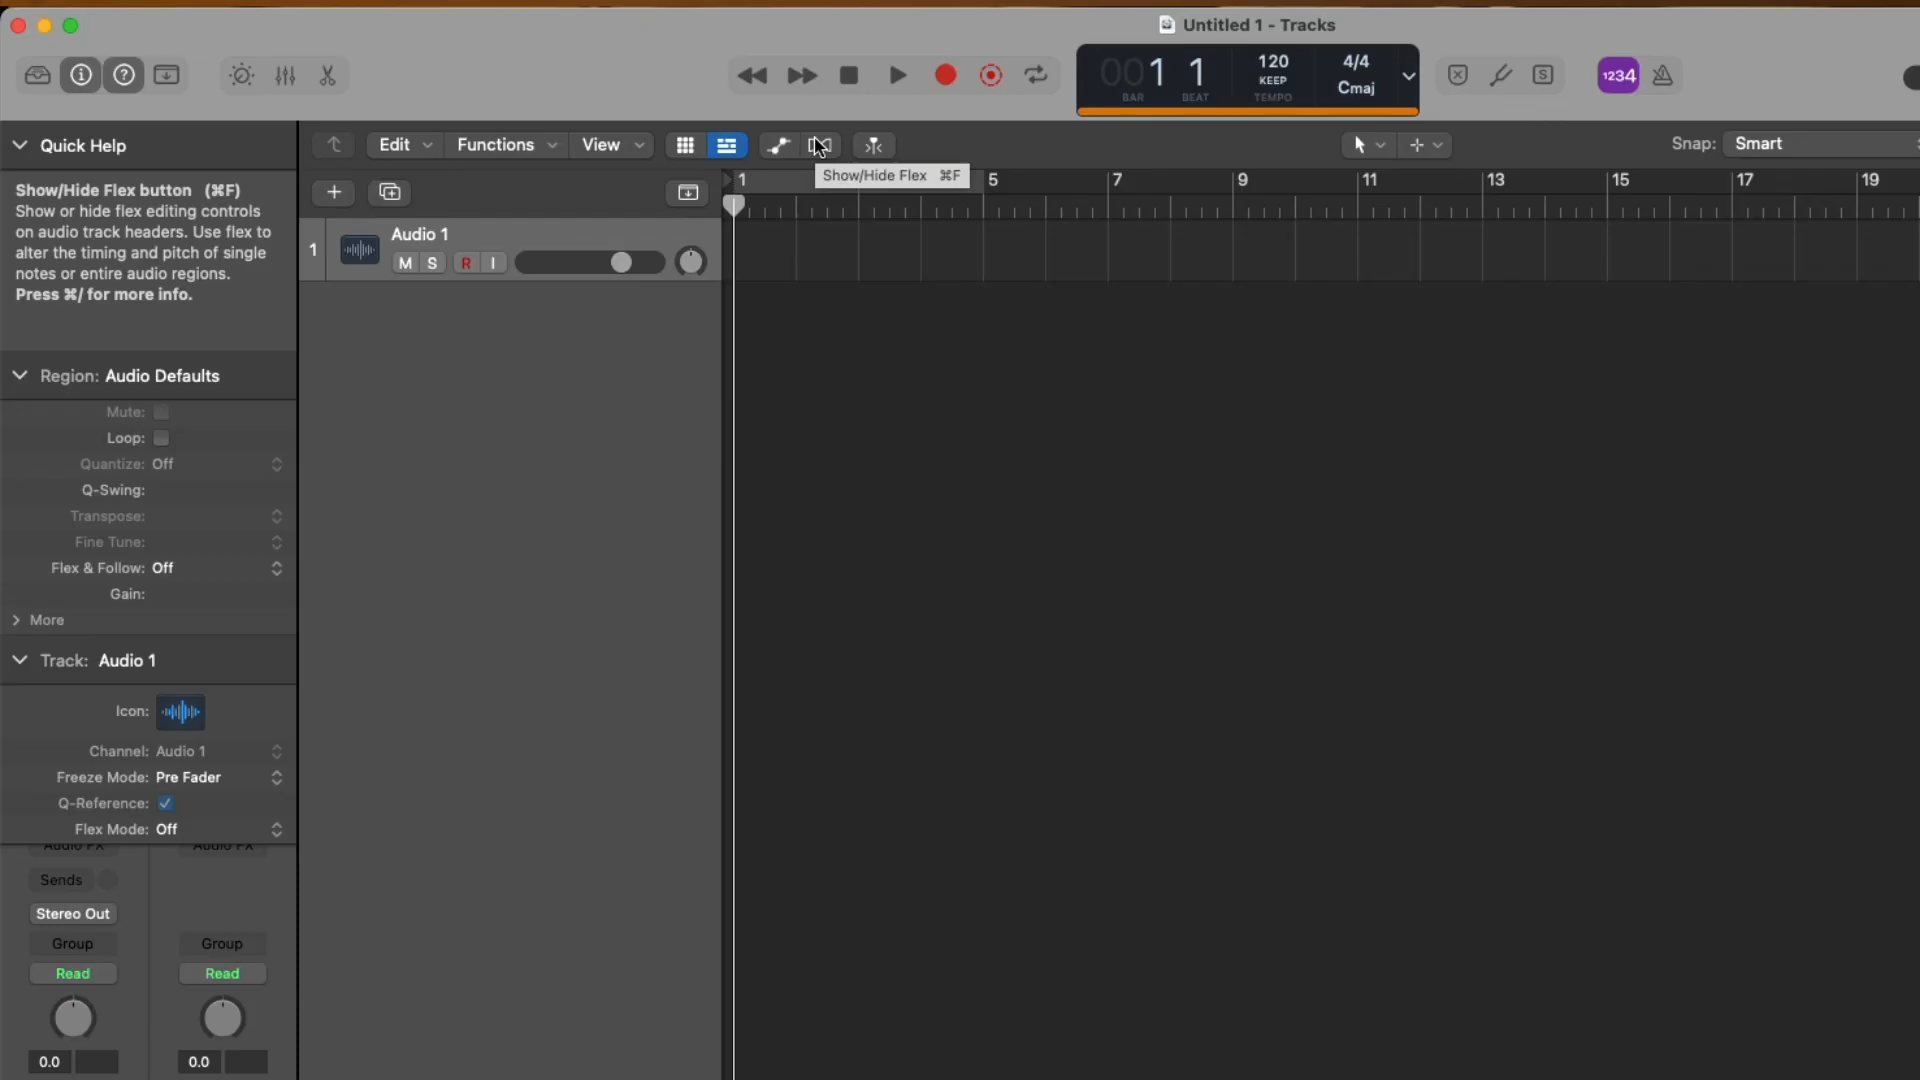 Untitled 1 - Tracks
001 1
BAR BEAT
120
KEEP
TEMPO
4/4
Cmaj
1234
Quick Help
Show/Hide Flex button (⌘F)
Show or hide flex editing controls
on audio track headers. Use flex to
alter the timing and pitch of single
notes or entire audio regions.
Press ⌘/ for more info.
Edit Functions View
Snap: Smart
Show/Hide Flex ⌘F
1 5 7 9 11 13 15 17 19
1 Audio 1
M S R I
Region: Audio Defaults
Mute:
Loop:
Quantize: Off
Q-Swing:
Transpose:
Fine Tune:
Flex & Follow: Off
Gain:
More
Track: Audio 1
Icon:
Channel: Audio 1
Freeze Mode: Pre Fader
Q-Reference:
Flex Mode: Off
Audio FX Audio FX
Sends
Stereo Out
Group Group
Read Read
0.0 0.0